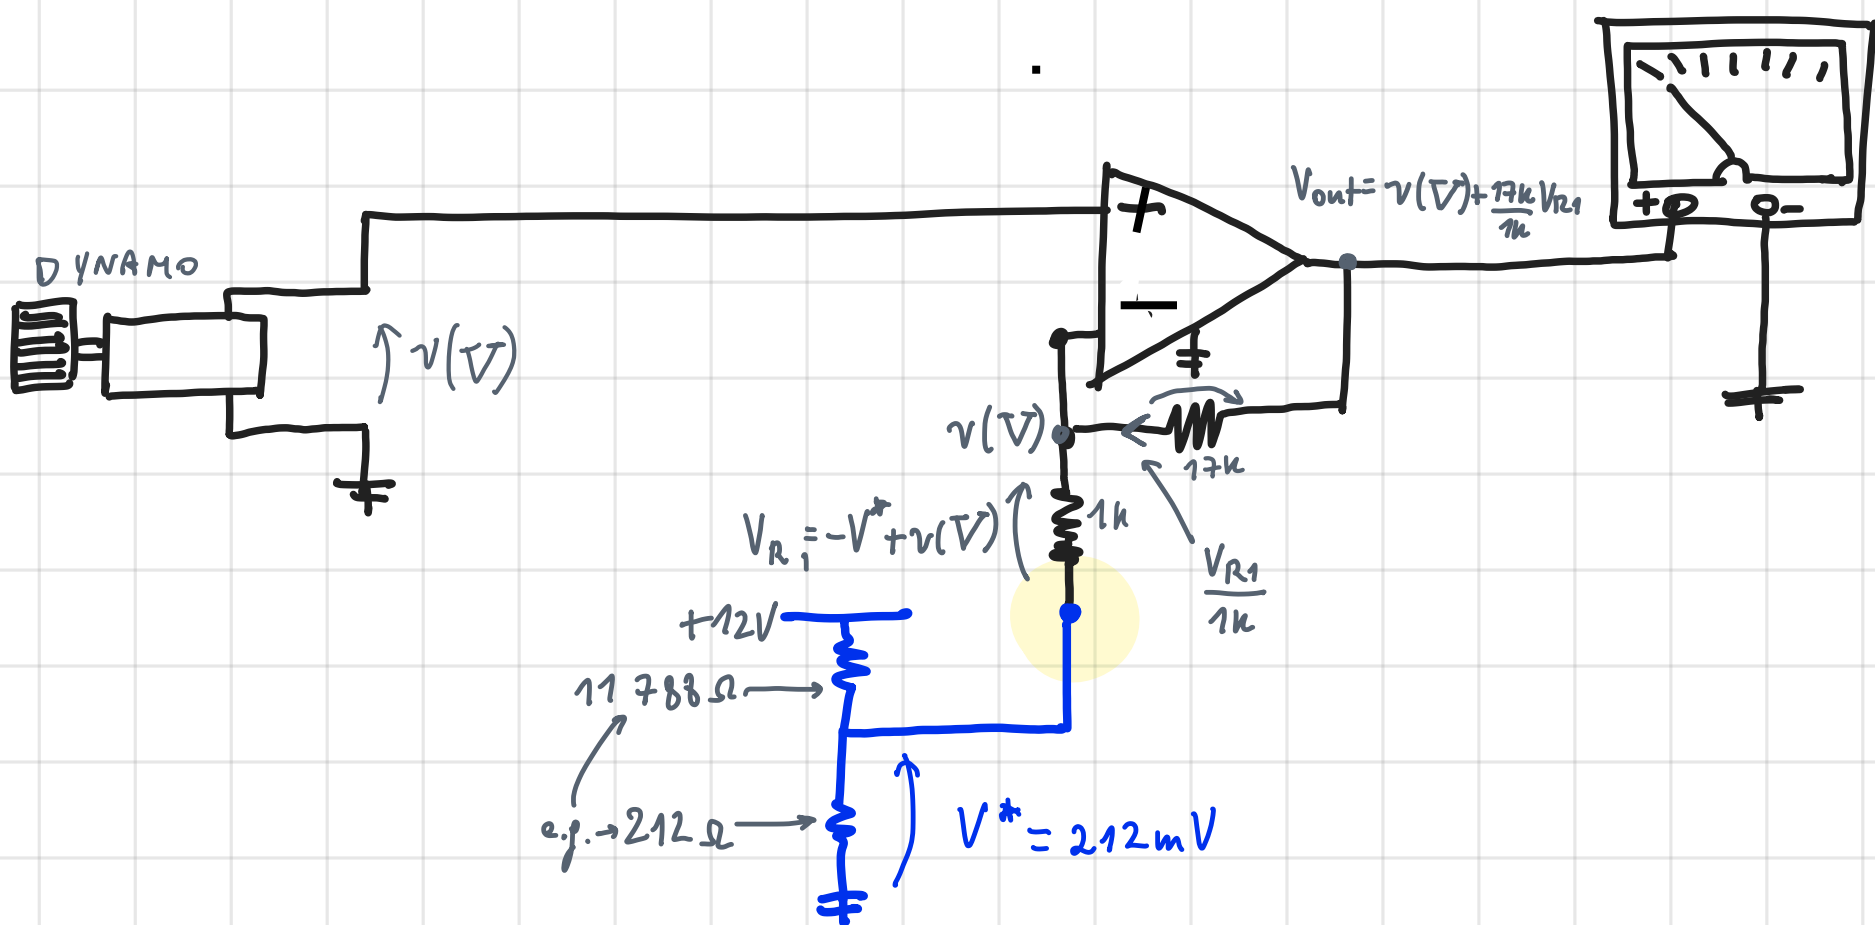 Vout = v(V) + 17k/1k VR1
+ −
DYNAMO
+
−
v(V)
v(V)
17k
VR1 = -V* + v(V)
1k
VR1/1k
+12V
11 788 Ω
e.g. → 212 Ω
V* = 212 mV